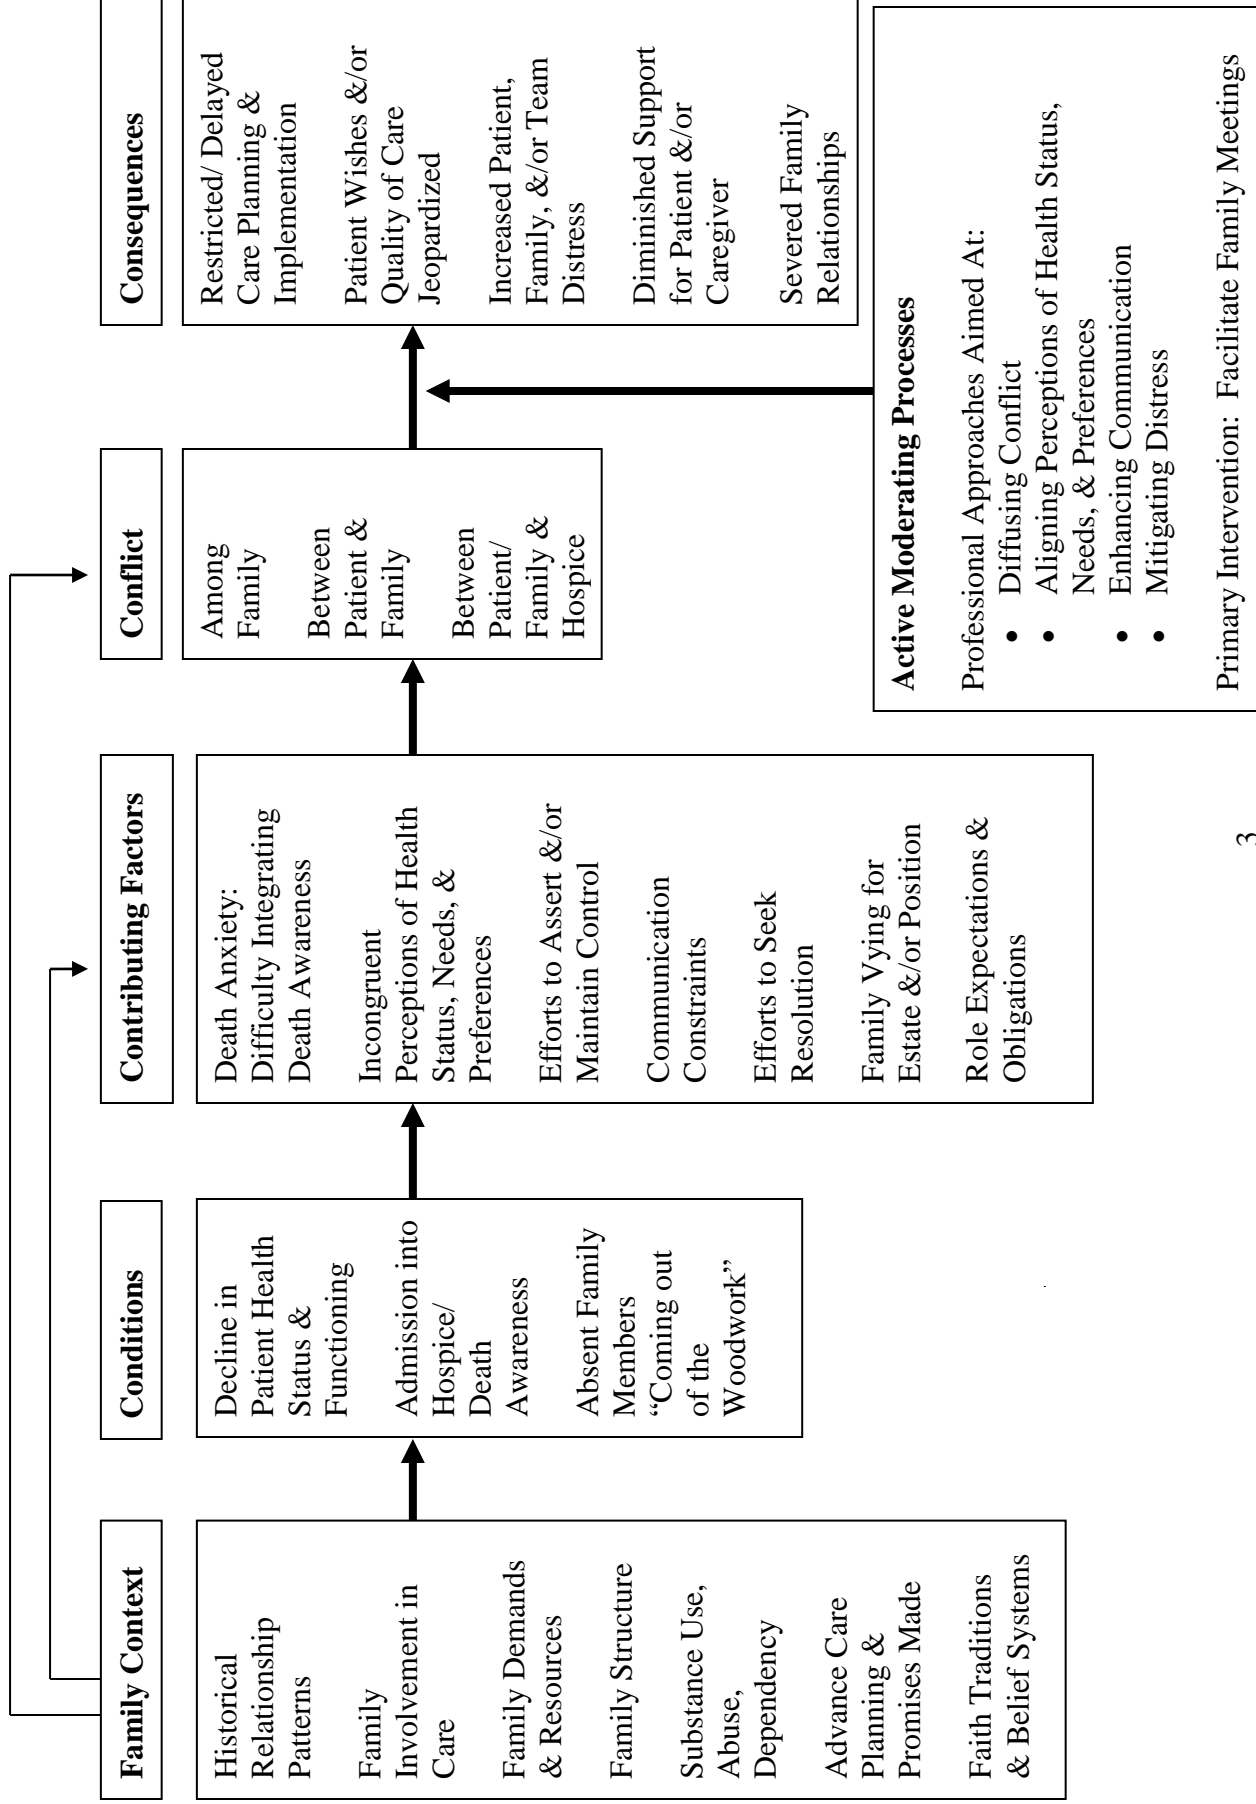 Family Context
Historical
Relationship
Patterns
Family
Involvement in
Care
Family Demands
& Resources
Family Structure
Substance Use,
Abuse,
Dependency
Advance Care
Planning &
Promises Made
Faith Traditions
& Belief Systems
Conditions
Decline in
Patient Health
Status &
Functioning
Admission into
Hospice/
Death
Awareness
Absent Family
Members
“Coming out
of the
Woodwork”
Contributing Factors
Death Anxiety:
Difficulty Integrating
Death Awareness
Incongruent
Perceptions of Health
Status, Needs, &
Preferences
Efforts to Assert &/or
Maintain Control
Communication
Constraints
Efforts to Seek
Resolution
Family Vying for
Estate &/or Position
Role Expectations &
Obligations
Conflict
Among
Family
Between
Patient &
Family
Between
Patient/
Family &
Hospice
Consequences
Restricted/ Delayed
Care Planning &
Implementation
Patient Wishes &/or
Quality of Care
Jeopardized
Increased Patient,
Family, &/or Team
Distress
Diminished Support
for Patient &/or
Caregiver
Severed Family
Relationships
Active Moderating Processes
Professional Approaches Aimed At:
• Diffusing Conflict
• Aligning Perceptions of Health Status,
Needs, & Preferences
• Enhancing Communication
• Mitigating Distress
Primary Intervention: Facilitate Family Meetings
3